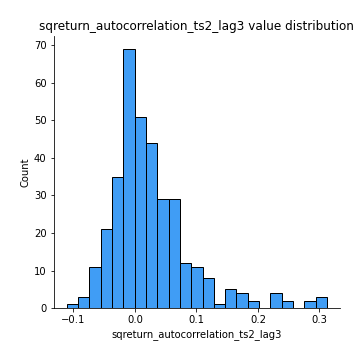 sqreturn_autocorrelation_ts2_lag3 value distribution
70
60
50
40
30
20
10
0
Count
−0.1 0.0 0.1 0.2 0.3
sqreturn_autocorrelation_ts2_lag3